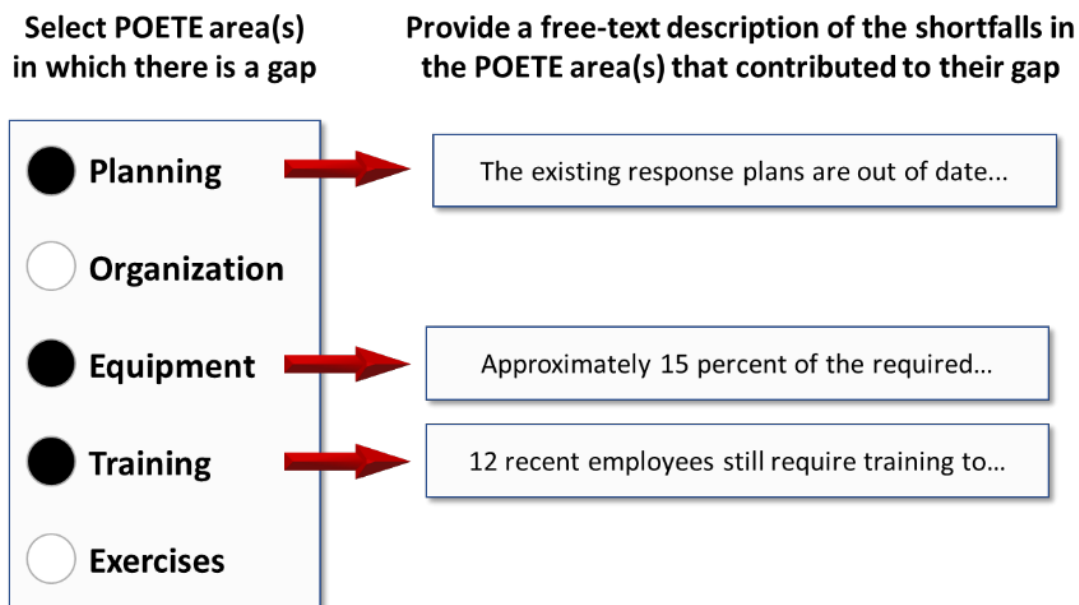 Select POETE area(s)
in which there is a gap
Provide a free-text description of the shortfalls in
the POETE area(s) that contributed to their gap
Planning
The existing response plans are out of date...
Organization
Equipment
Approximately 15 percent of the required...
Training
12 recent employees still require training to...
Exercises